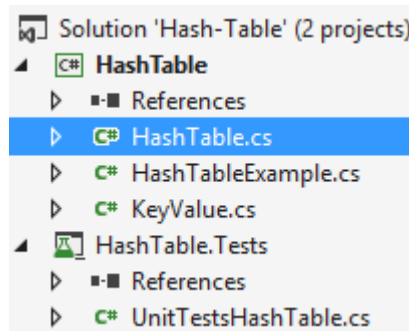 Solution 'Hash-Table' (2 projects)
C# HashTable
References
C# HashTable.cs
C# HashTableExample.cs
C# KeyValue.cs
HashTable.Tests
References
C# UnitTestsHashTable.cs